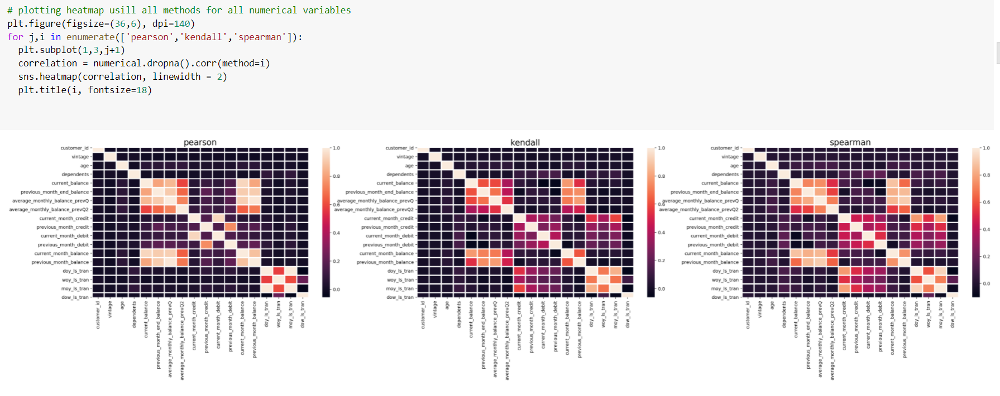 # plotting heatmap usill all methods for all numerical variables
plt.figure(figsize=(36,6), dpi=140)
for j,i in enumerate(['pearson','kendall','spearman']):
plt.subplot(1,3,j+1)
correlation = numerical.dropna().corr(method=i)
sns.heatmap(correlation, linewidth = 2)
plt.title(i, fontsize=18)
pearson
customer_id
vintage
age
dependents
current_balance
previous_month_end_balance
average_monthly_balance_prevQ
average_monthly_balance_prevQ2
current_month_credit
previous_month_credit
current_month_debit
previous_month_debit
current_month_balance
previous_month_balance
doy_ls_tran
woy_ls_tran
moy_ls_tran
dow_ls_tran
customer_id
vintage
age
dependents
current_balance
previous_month_end_balance
average_monthly_balance_prevQ
average_monthly_balance_prevQ2
current_month_credit
previous_month_credit
current_month_debit
previous_month_debit
current_month_balance
previous_month_balance
doy_ls_tran
woy_ls_tran
moy_ls_tran
dow_ls_tran
1.0
0.8
0.6
0.4
0.2
0.0
kendall
customer_id
vintage
age
dependents
current_balance
previous_month_end_balance
average_monthly_balance_prevQ
average_monthly_balance_prevQ2
current_month_credit
previous_month_credit
current_month_debit
previous_month_debit
current_month_balance
previous_month_balance
doy_ls_tran
woy_ls_tran
moy_ls_tran
dow_ls_tran
customer_id
vintage
age
dependents
current_balance
previous_month_end_balance
average_monthly_balance_prevQ
average_monthly_balance_prevQ2
current_month_credit
previous_month_credit
current_month_debit
previous_month_debit
current_month_balance
previous_month_balance
doy_ls_tran
woy_ls_tran
moy_ls_tran
dow_ls_tran
1.0
0.8
0.6
0.4
0.2
0.0
spearman
customer_id
vintage
age
dependents
current_balance
previous_month_end_balance
average_monthly_balance_prevQ
average_monthly_balance_prevQ2
current_month_credit
previous_month_credit
current_month_debit
previous_month_debit
current_month_balance
previous_month_balance
doy_ls_tran
woy_ls_tran
moy_ls_tran
dow_ls_tran
customer_id
vintage
age
dependents
current_balance
previous_month_end_balance
average_monthly_balance_prevQ
average_monthly_balance_prevQ2
current_month_credit
previous_month_credit
current_month_debit
previous_month_debit
current_month_balance
previous_month_balance
doy_ls_tran
woy_ls_tran
moy_ls_tran
dow_ls_tran
1.0
0.8
0.6
0.4
0.2
0.0